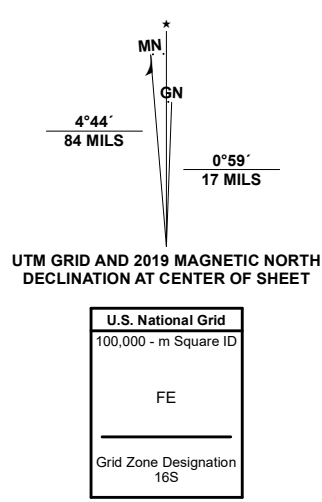 MN
GN
4°44´
84 MILS
0°59´
17 MILS
UTM GRID AND 2019 MAGNETIC NORTH
DECLINATION AT CENTER OF SHEET
U.S. National Grid
100,000 - m Square ID
FE
Grid Zone Designation
16S